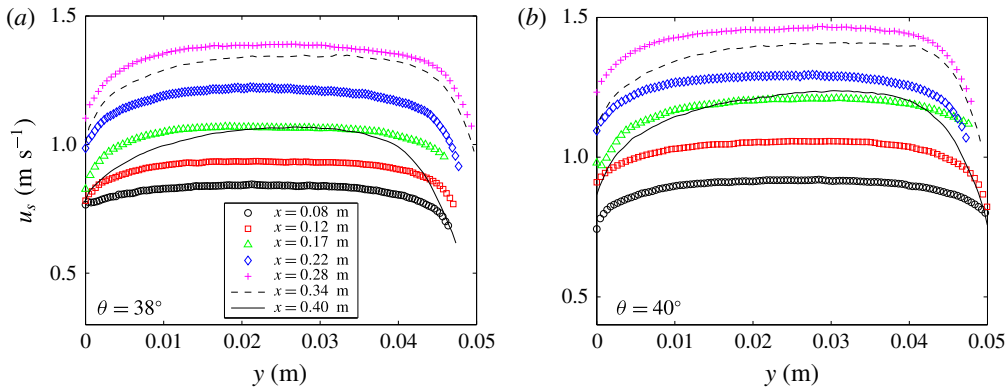 (a)
1.5
1.0
0.5
u_s (m s⁻¹)
x = 0.08 m
x = 0.12 m
x = 0.17 m
x = 0.22 m
x = 0.28 m
x = 0.34 m
x = 0.40 m
θ = 38°
0 0.01 0.02 0.03 0.04 0.05
y (m)
(b)
1.5
1.0
0.5
θ = 40°
0 0.01 0.02 0.03 0.04 0.05
y (m)